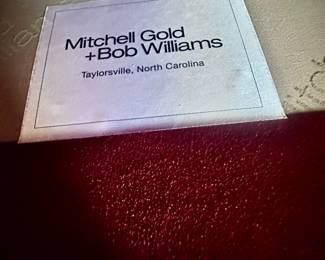 Mitchell Gold
+Bob Williams
Taylorsville, North Carolina